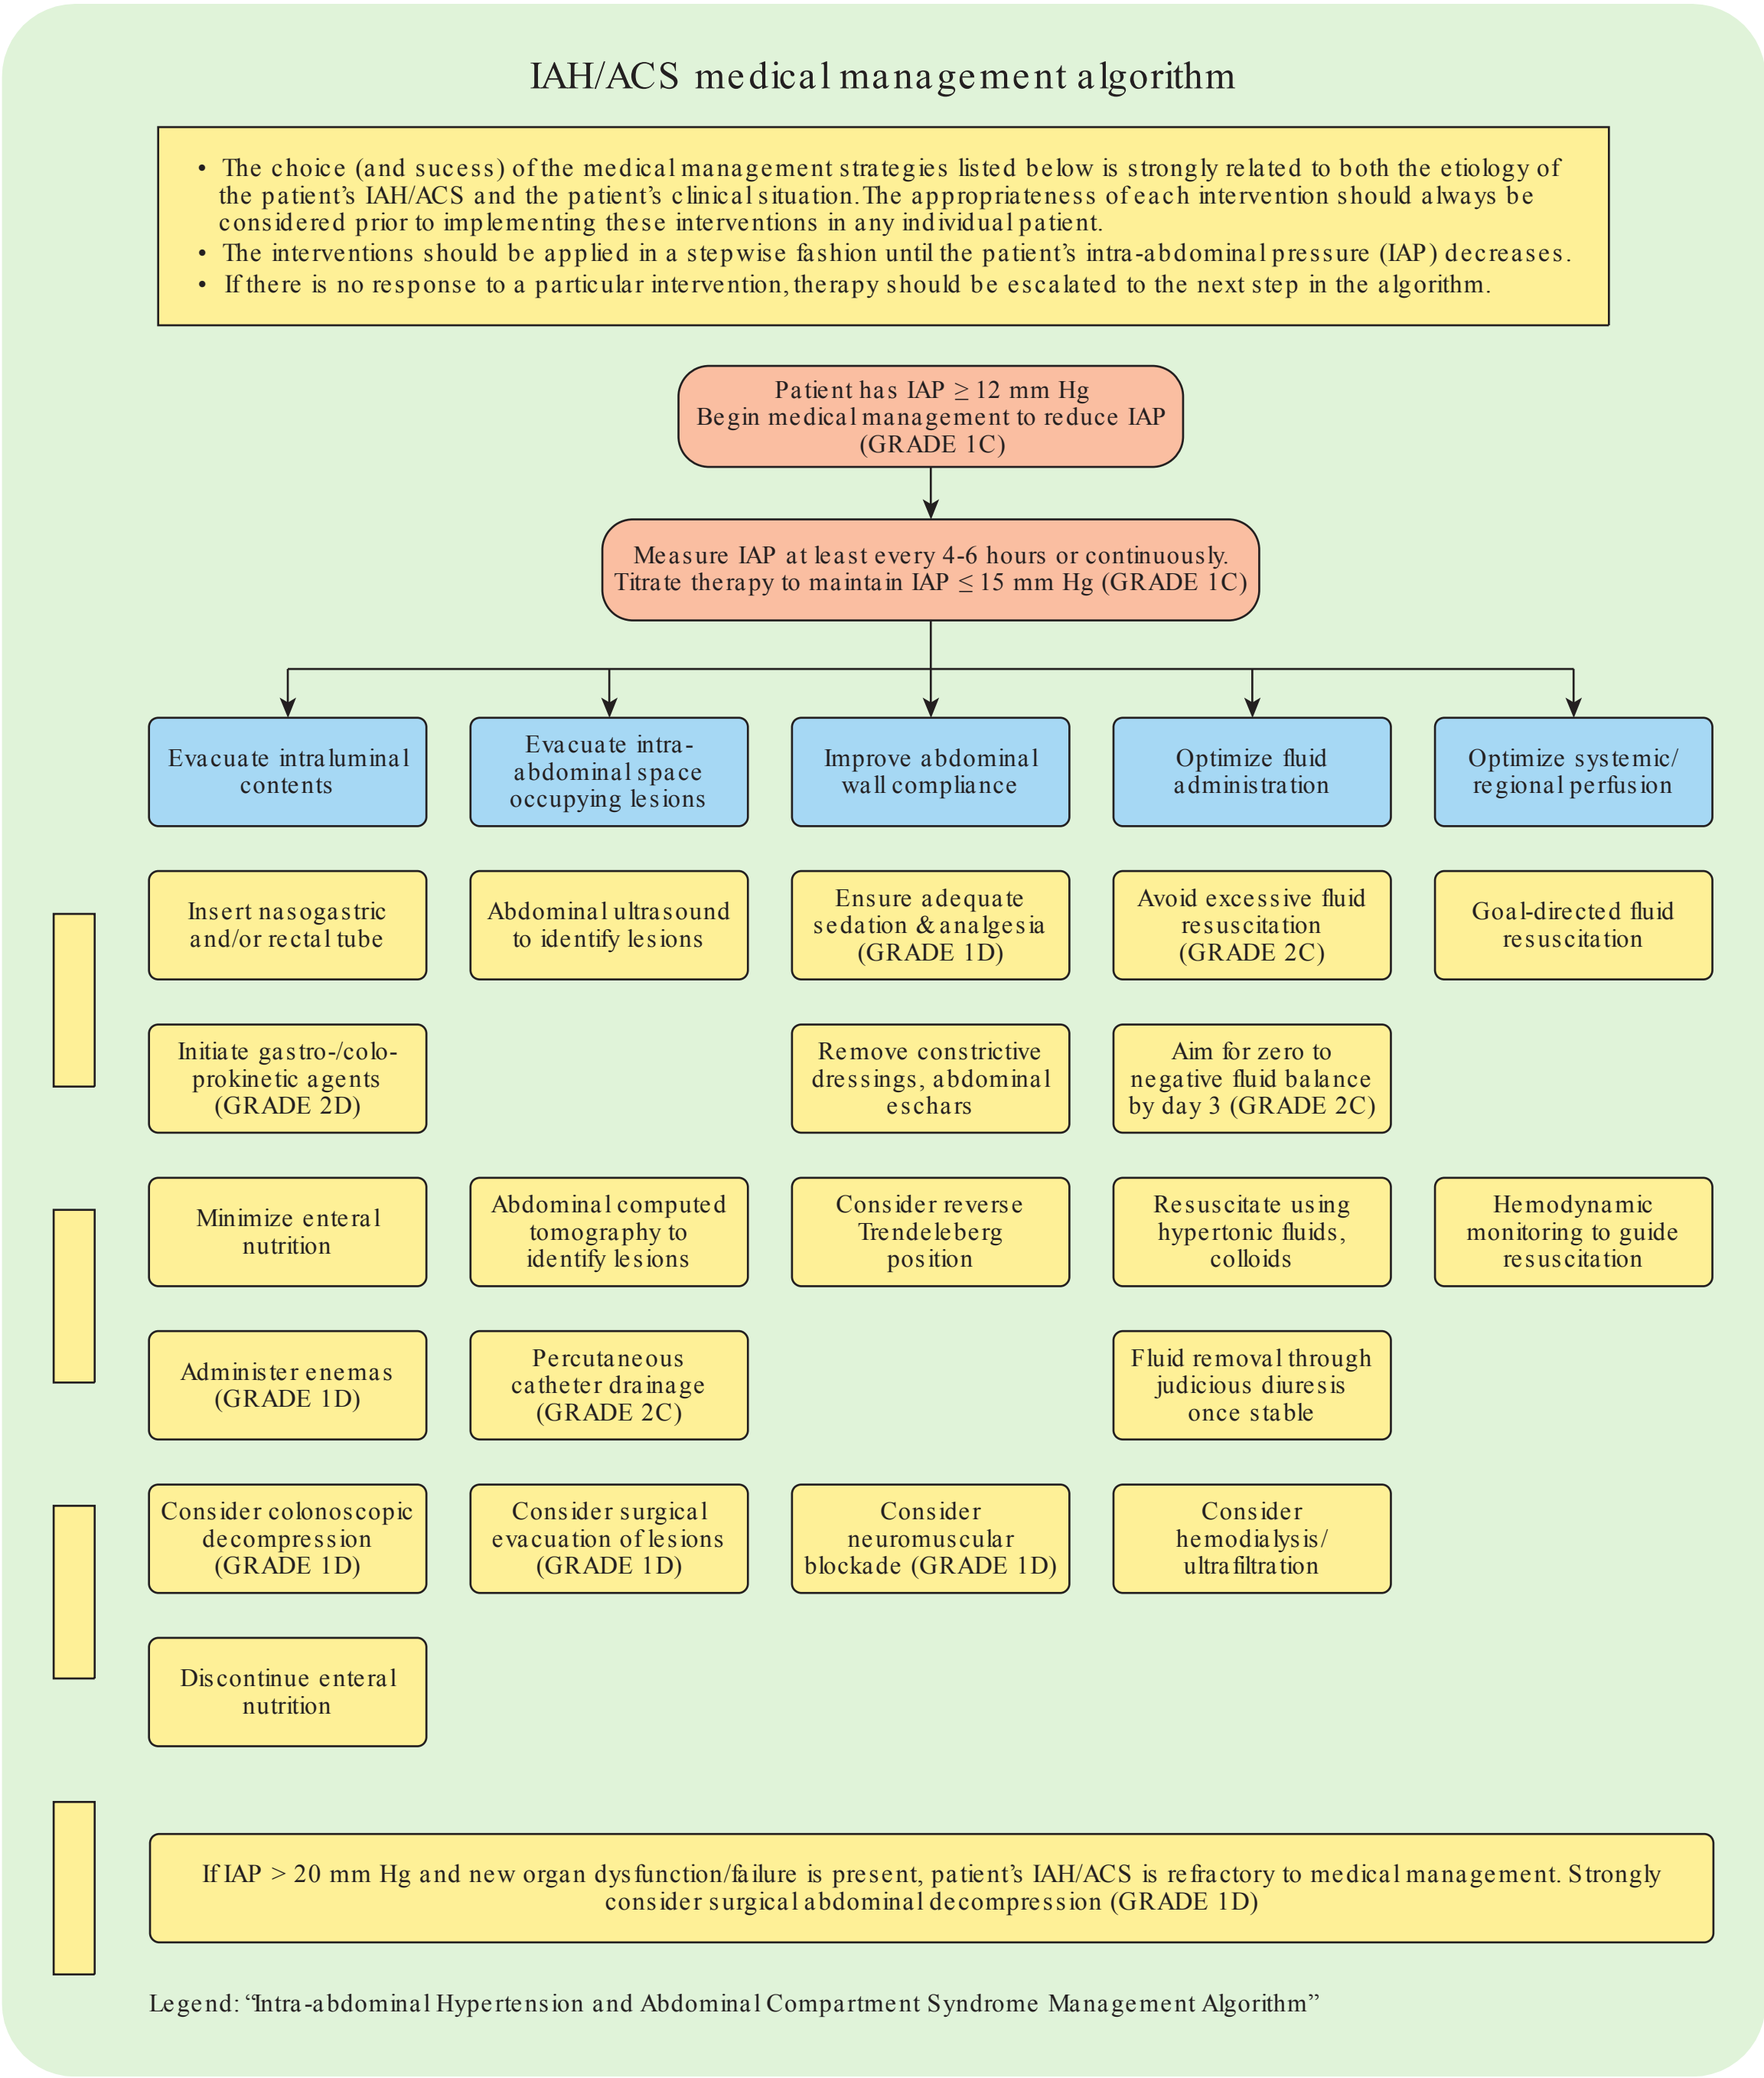 IAH/ACS medical management algorithm
• The choice (and sucess) of the medical management strategies listed below is strongly related to both the etiology of
the patient's IAH/ACS and the patient's clinical situation.The appropriateness of each intervention should always be
considered prior to implementing these interventions in any individual patient.
• The interventions should be applied in a stepwise fashion until the patient's intra-abdominal pressure (IAP) decreases.
• If there is no response to a particular intervention, therapy should be escalated to the next step in the algorithm.
Patient has IAP ≥ 12 mm Hg
Begin medical management to reduce IAP
(GRADE 1C)
Measure IAP at least every 4-6 hours or continuously.
Titrate therapy to maintain IAP ≤ 15 mm Hg (GRADE 1C)
Evacuate intraluminal
contents
Evacuate intra-
abdominal space
occupying lesions
Improve abdominal
wall compliance
Optimize fluid
administration
Optimize systemic/
regional perfusion
Insert nasogastric
and/or rectal tube
Abdominal ultrasound
to identify lesions
Ensure adequate
sedation & analgesia
(GRADE 1D)
Avoid excessive fluid
resuscitation
(GRADE 2C)
Goal-directed fluid
resuscitation
Initiate gastro-/colo-
prokinetic agents
(GRADE 2D)
Remove constrictive
dressings, abdominal
eschars
Aim for zero to
negative fluid balance
by day 3 (GRADE 2C)
Minimize enteral
nutrition
Abdominal computed
tomography to
identify lesions
Consider reverse
Trendeleberg
position
Resuscitate using
hypertonic fluids,
colloids
Hemodynamic
monitoring to guide
resuscitation
Administer enemas
(GRADE 1D)
Percutaneous
catheter drainage
(GRADE 2C)
Fluid removal through
judicious diuresis
once stable
Consider colonoscopic
decompression
(GRADE 1D)
Consider surgical
evacuation of lesions
(GRADE 1D)
Consider
neuromuscular
blockade (GRADE 1D)
Consider
hemodialysis/
ultrafiltration
Discontinue enteral
nutrition
If IAP > 20 mm Hg and new organ dysfunction/failure is present, patient's IAH/ACS is refractory to medical management. Strongly
consider surgical abdominal decompression (GRADE 1D)
Legend: “Intra-abdominal Hypertension and Abdominal Compartment Syndrome Management Algorithm”